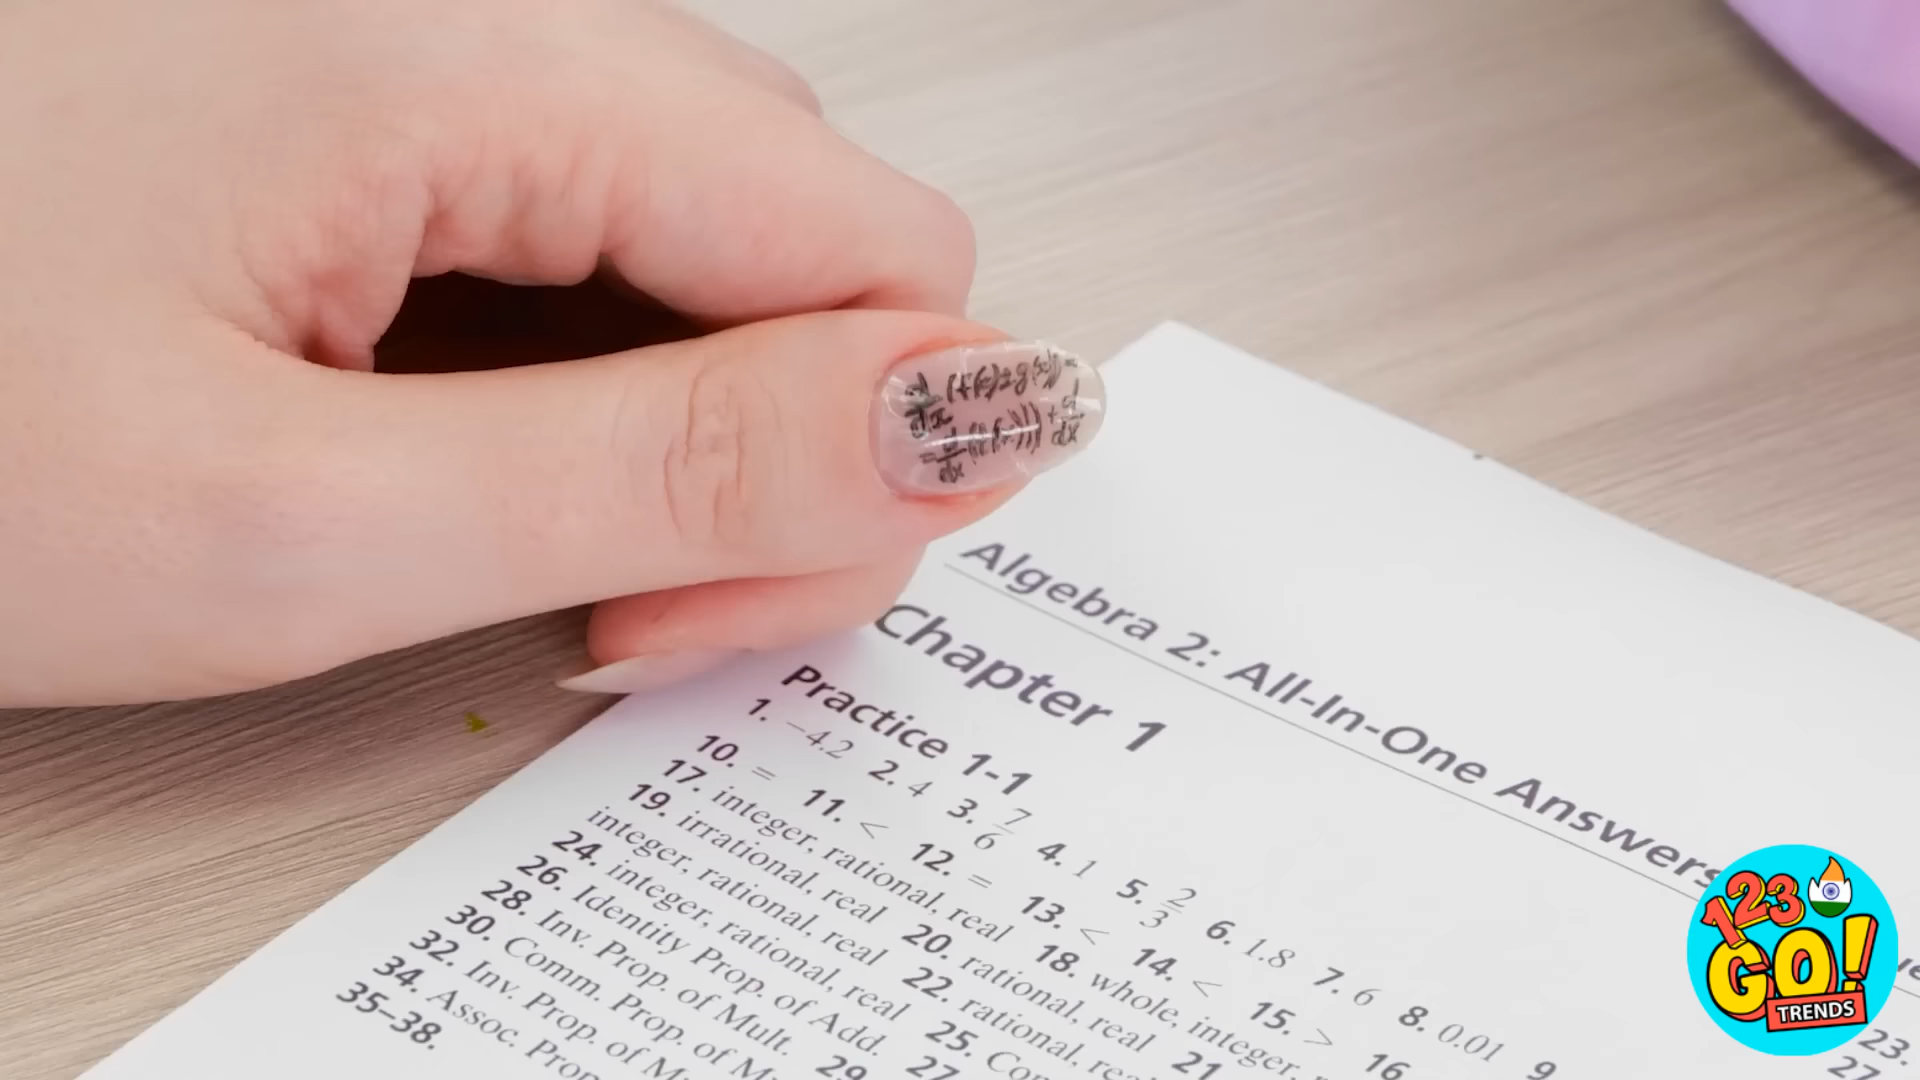 Algebra 2: All-In-One Answers
Chapter 1
Practice 1-1
1. −4.2 2. 4 3. 7/6 4. 1 5. 2/3 6. 1.8 7. 6 8. 0.01 9
10. = 11. < 12. = 13. < 14. < 15. > 16
17. integer, rational, real 18. whole, integer,
19. irrational, real 20. rational, real 21
integer, rational, real 22. rational,
24. integer, rational, real 25.
26. Identity Prop. of Add. 27
28. Inv. Prop. of Mult. 29
30. Comm. Prop. of
32. Inv. Prop. of
34. Assoc.
35–38.
23.
27
123
GO!
TRENDS